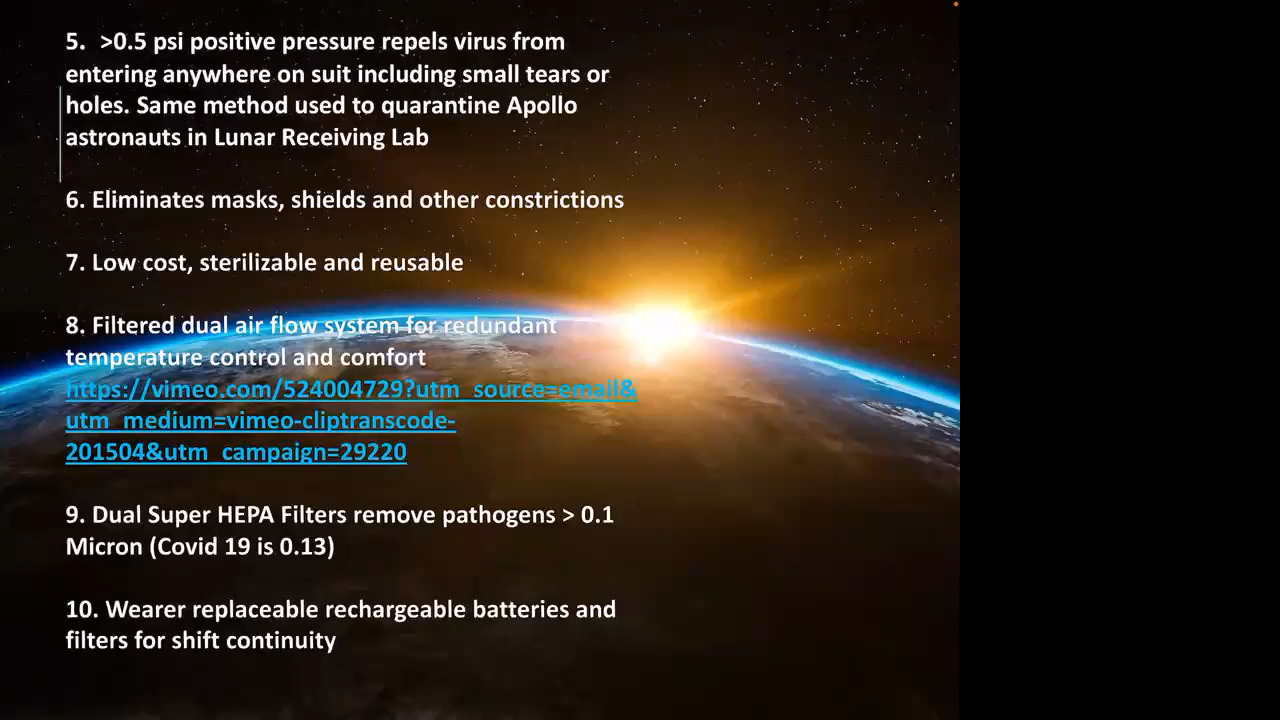 5. >0.5 psi positive pressure repels virus from
entering anywhere on suit including small tears or
holes. Same method used to quarantine Apollo
astronauts in Lunar Receiving Lab
6. Eliminates masks, shields and other constrictions
7. Low cost, sterilizable and reusable
8. Filtered dual air flow system for redundant
temperature control and comfort
https://vimeo.com/524004729?utm_source=email&
utm_medium=vimeo-cliptranscode-
201504&utm_campaign=29220
9. Dual Super HEPA Filters remove pathogens > 0.1
Micron (Covid 19 is 0.13)
10. Wearer replaceable rechargeable batteries and
filters for shift continuity